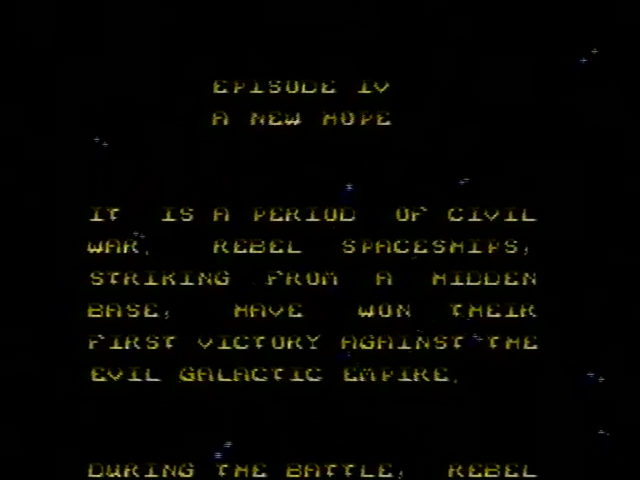 EPISODE IV
A NEW HOPE
IT IS A PERIOD OF CIVIL
WAR. REBEL SPACESHIPS,
STRIKING FROM A HIDDEN
BASE, HAVE WON THEIR
FIRST VICTORY AGAINST THE
EVIL GALACTIC EMPIRE.
DURING THE BATTLE, REBEL